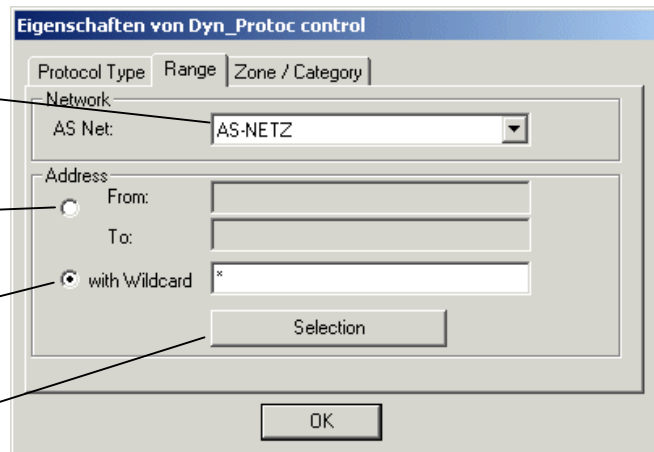 Eigenschaften von Dyn_Protoc control
Protocol Type Range Zone / Category
Network
AS Net: AS-NETZ
Address
From:
To:
with Wildcard *
Selection
OK